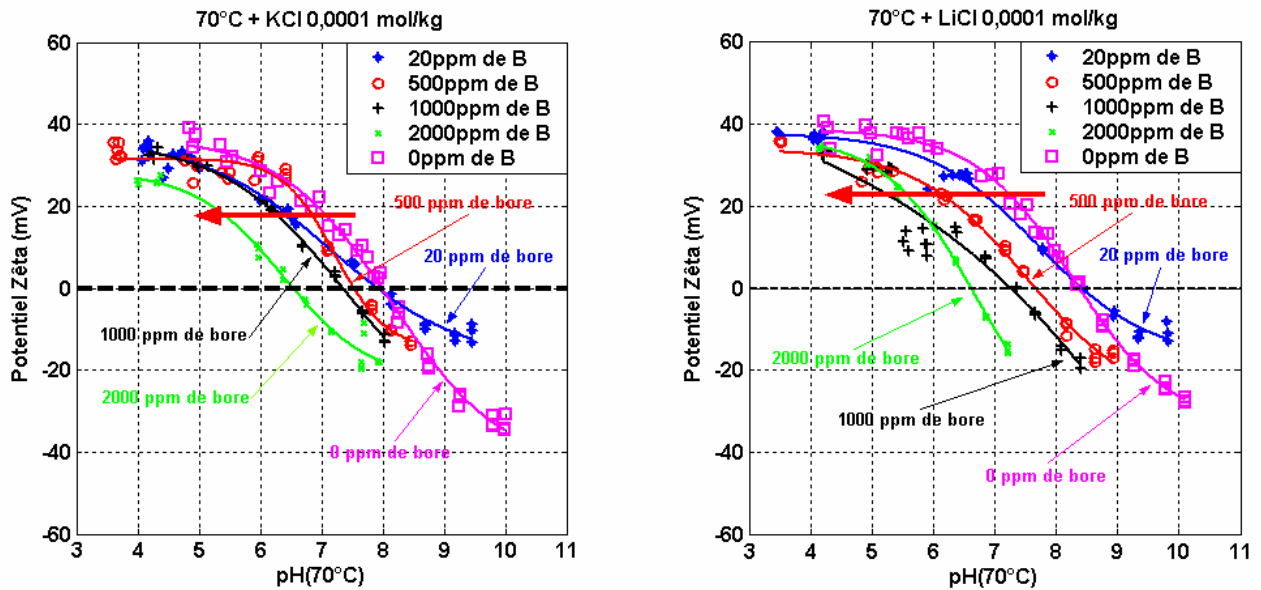 70°C + KCl 0,0001 mol/kg
60
40
20
0
-20
-40
-60
Potentiel Zêta (mV)
20ppm de B
500ppm de B
1000ppm de B
2000ppm de B
0ppm de B
500 ppm de bore
20 ppm de bore
1000 ppm de bore
2000 ppm de bore
0 ppm de bore
3 4 5 6 7 8 9 10 11
pH(70°C)
70°C + LiCl 0,0001 mol/kg
60
40
20
0
-20
-40
-60
Potentiel Zêta (mV)
20ppm de B
500ppm de B
1000ppm de B
2000ppm de B
0ppm de B
500 ppm de bore
20 ppm de bore
2000 ppm de bore
1000 ppm de bore
0 ppm de bore
3 4 5 6 7 8 9 10 11
pH(70°C)